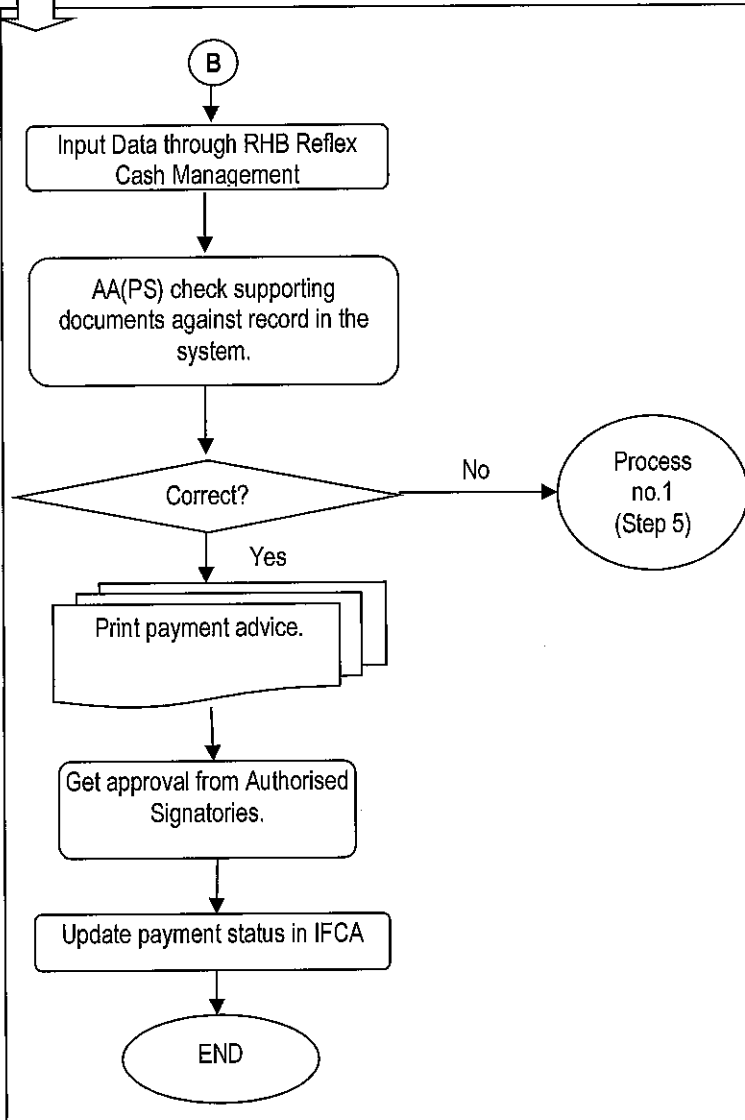 B
Input Data through RHB Reflex
Cash Management
AA(PS) check supporting
documents against record in the
system.
Correct?
No
Process
no.1
(Step 5)
Yes
Print payment advice.
Get approval from Authorised
Signatories.
Update payment status in IFCA
END